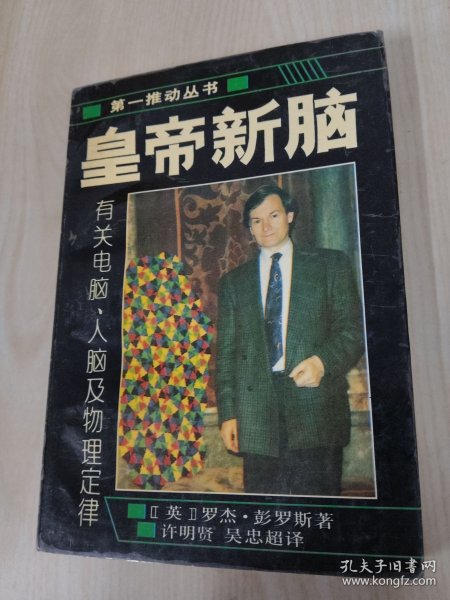 第一推动丛书
皇帝新脑
有关电脑、人脑及物理定律
[英]罗杰·彭罗斯著
许明贤 吴忠超译
孔夫子旧书网
www.kongfz.com